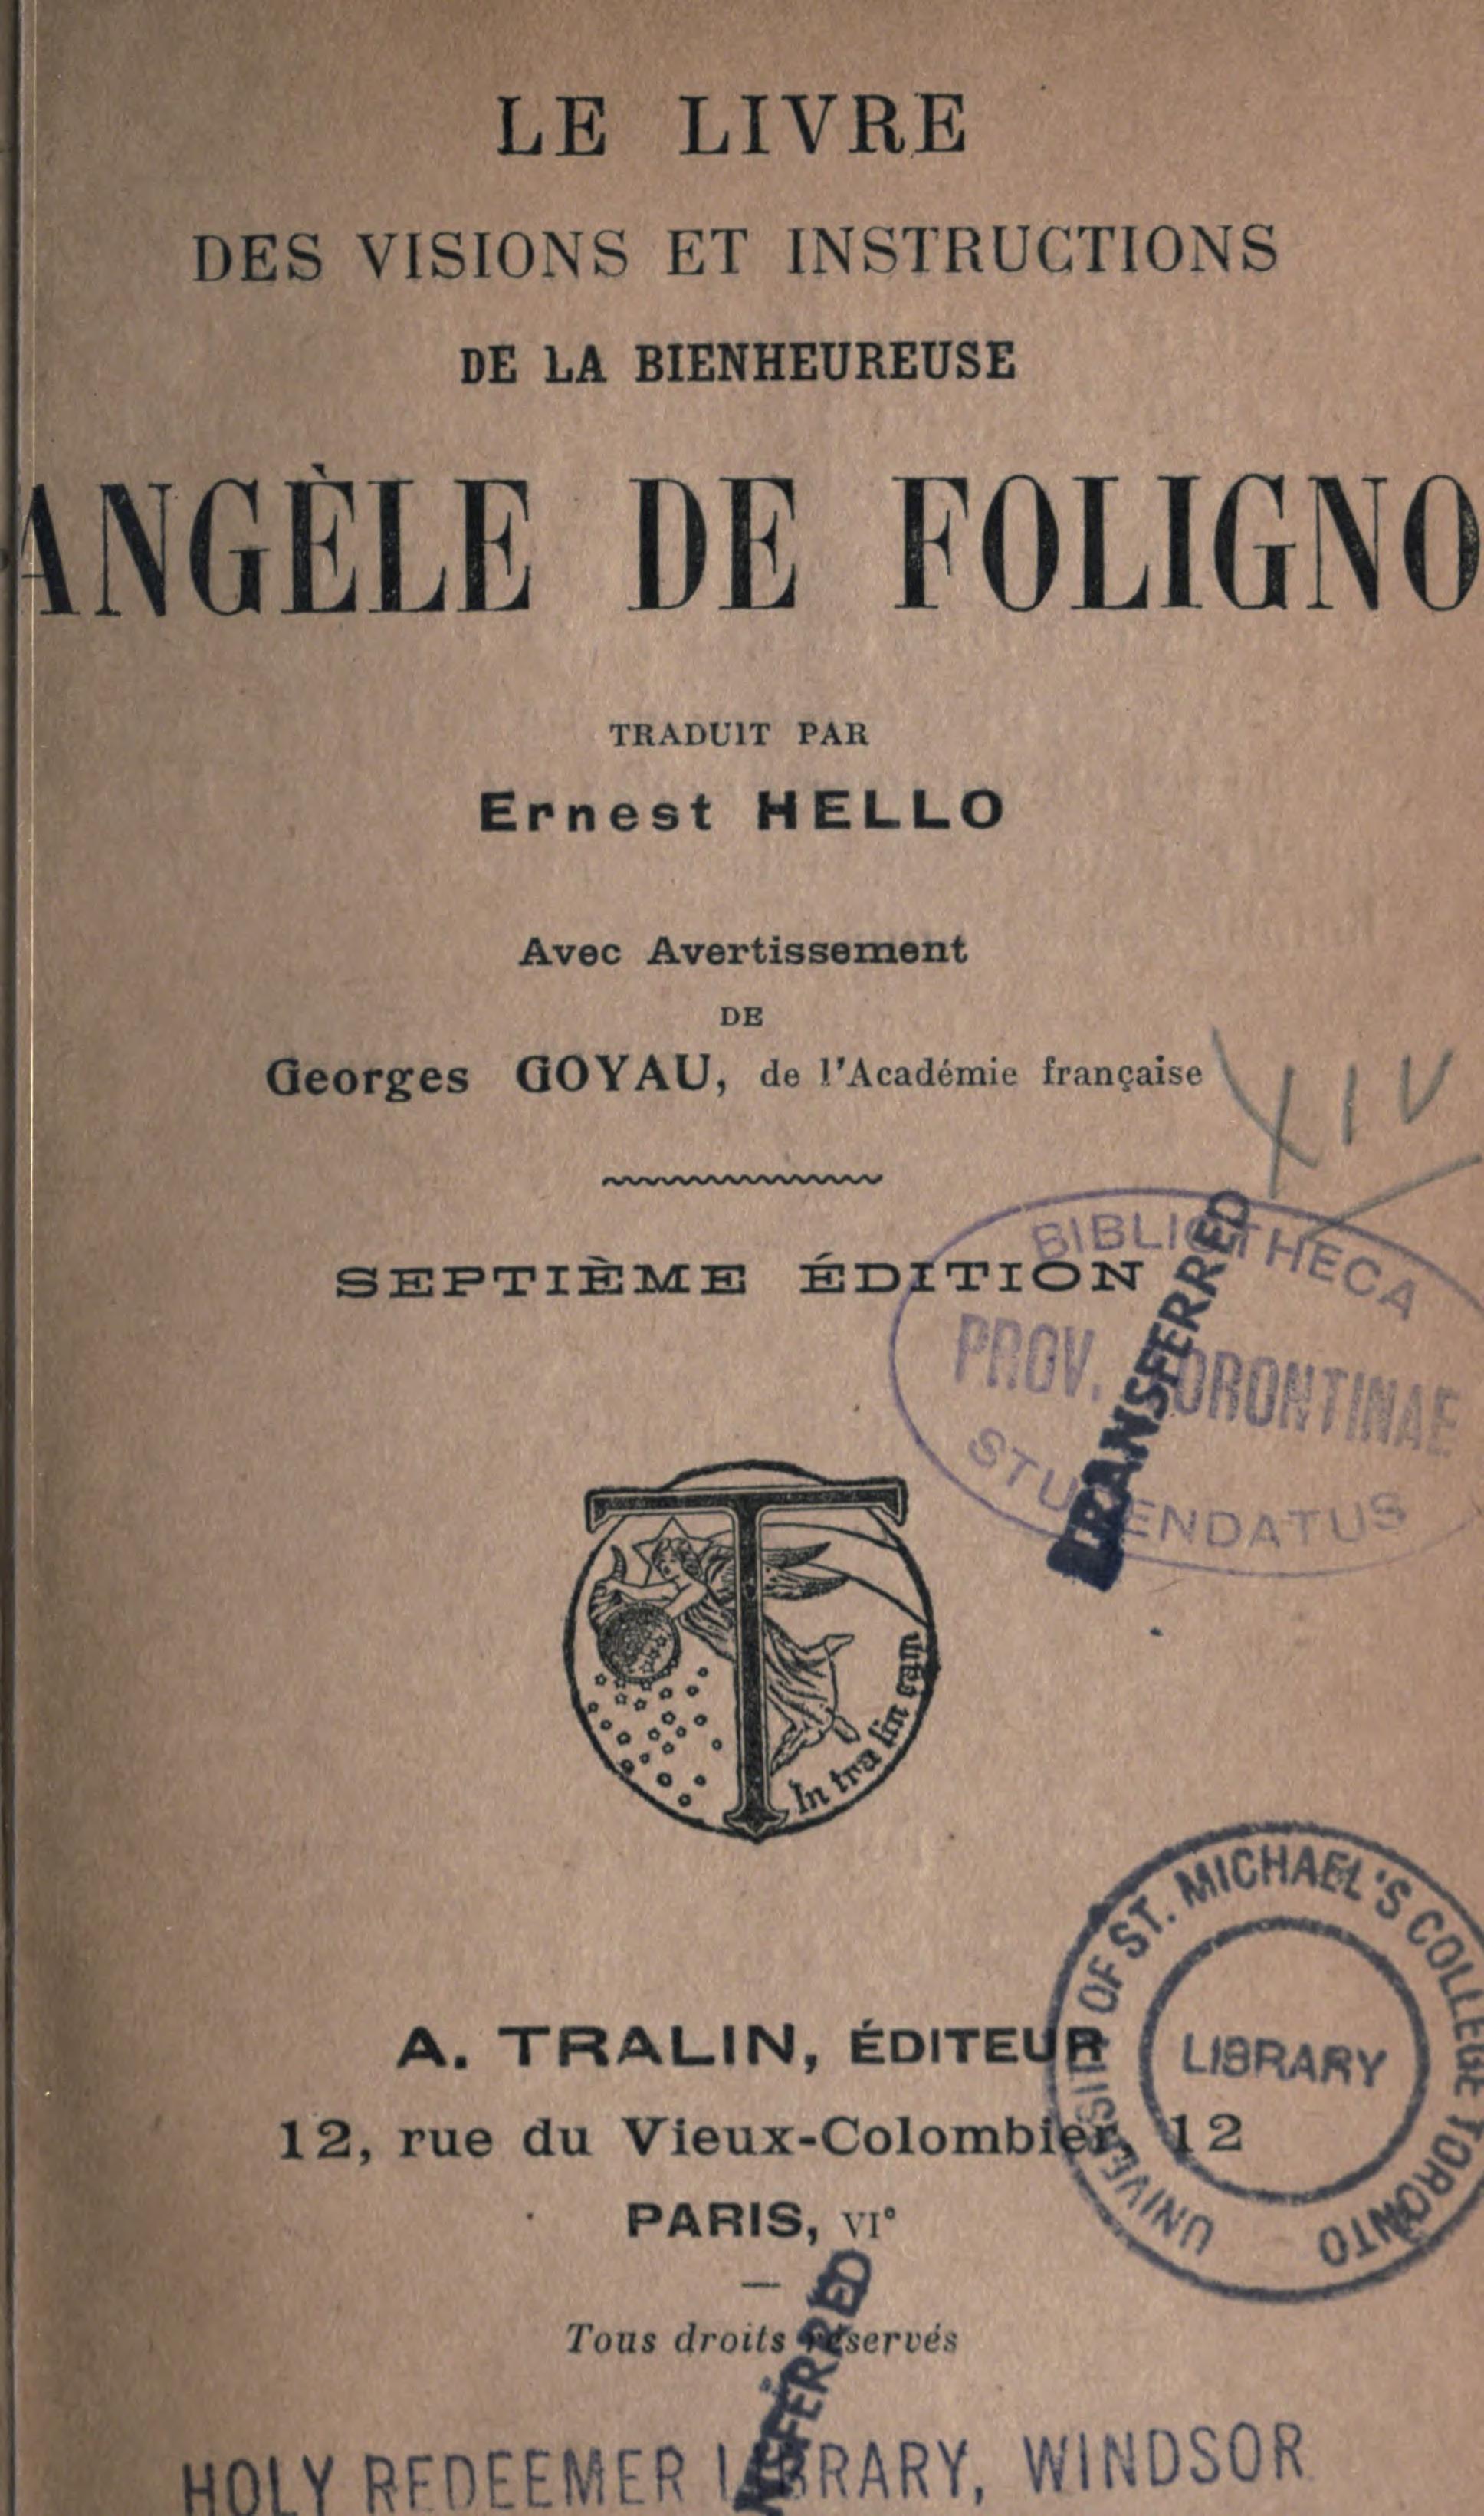 LE LIVRE
DES VISIONS ET INSTRUCTIONS
DE LA BIENHEUREUSE
ANGÈLE DE FOLIGNO
TRADUIT PAR
Ernest HELLO
Avec Avertissement
DE
Georges GOYAU, de l'Académie française
XIV
SEPTIÈME ÉDITION
BIBLIOTHECA
PROV. TORONTINAE
STUDENDATUS
TRANSFERRED
T
In tra lin gam
A. TRALIN, ÉDITEUR
12, rue du Vieux-Colombier, 12
PARIS, VIe
UNIVERSITY OF ST. MICHAEL'S COLLEGE TORONTO
LIBRARY
Tous droits réservés
TRANSFERRED
HOLY REDEEMER LIBRARY, WINDSOR